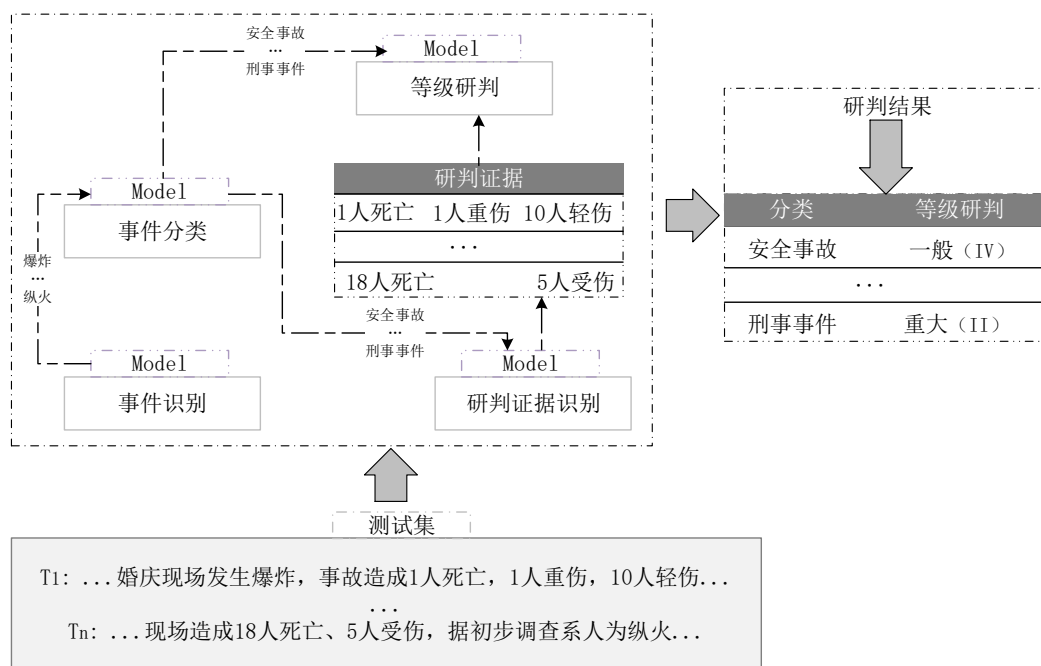 安全事故
...
刑事事件
Model
等级研判
研判证据
1人死亡 1人重伤 10人轻伤
...
18人死亡 5人受伤
Model
事件分类
爆炸
...
纵火
安全事故
...
刑事事件
Model
事件识别
Model
研判证据识别
研判结果
分类 等级研判
安全事故 一般（IV）
...
刑事事件 重大（II）
测试集
T1: ...婚庆现场发生爆炸，事故造成1人死亡，1人重伤，10人轻伤...
...
Tn: ...现场造成18人死亡、5人受伤，据初步调查系人为纵火...